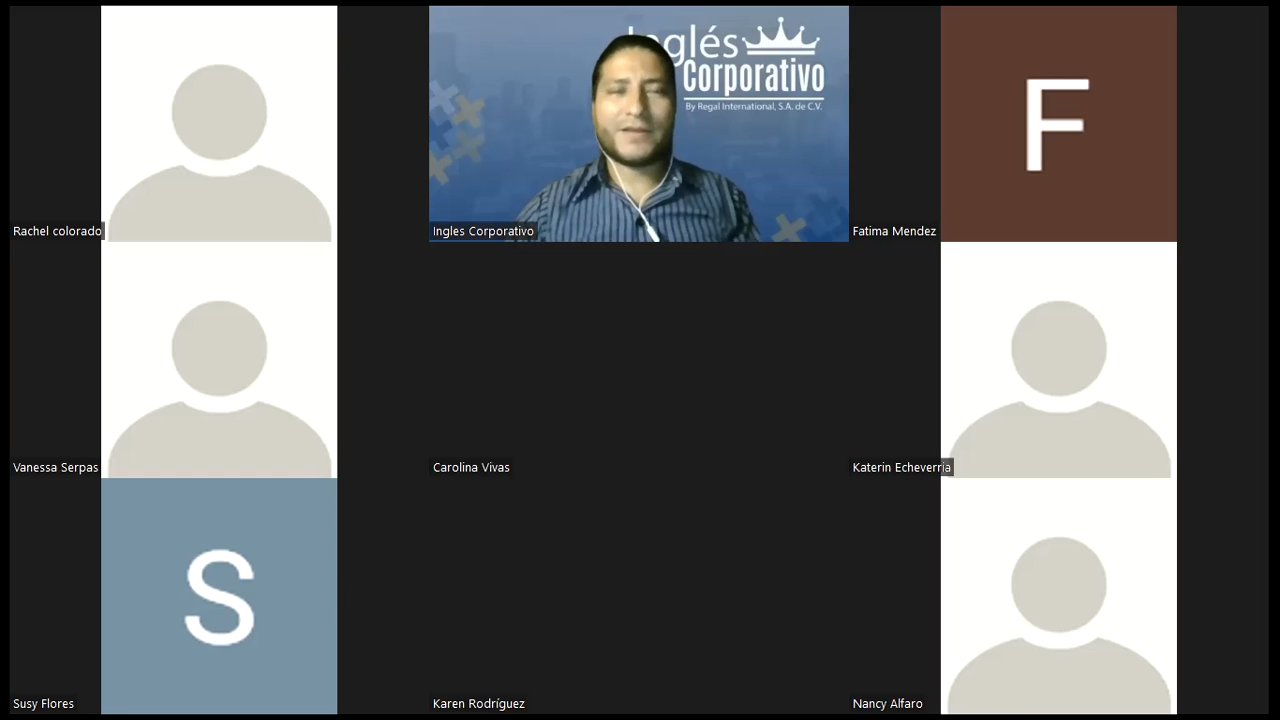 Inglés
Corporativo
By Regal International, S.A. de C.V.
Rachel colorado
Ingles Corporativo
Fatima Mendez
F
Vanessa Serpas
Carolina Vivas
Katerin Echeverria
S
Susy Flores
Karen Rodríguez
Nancy Alfaro